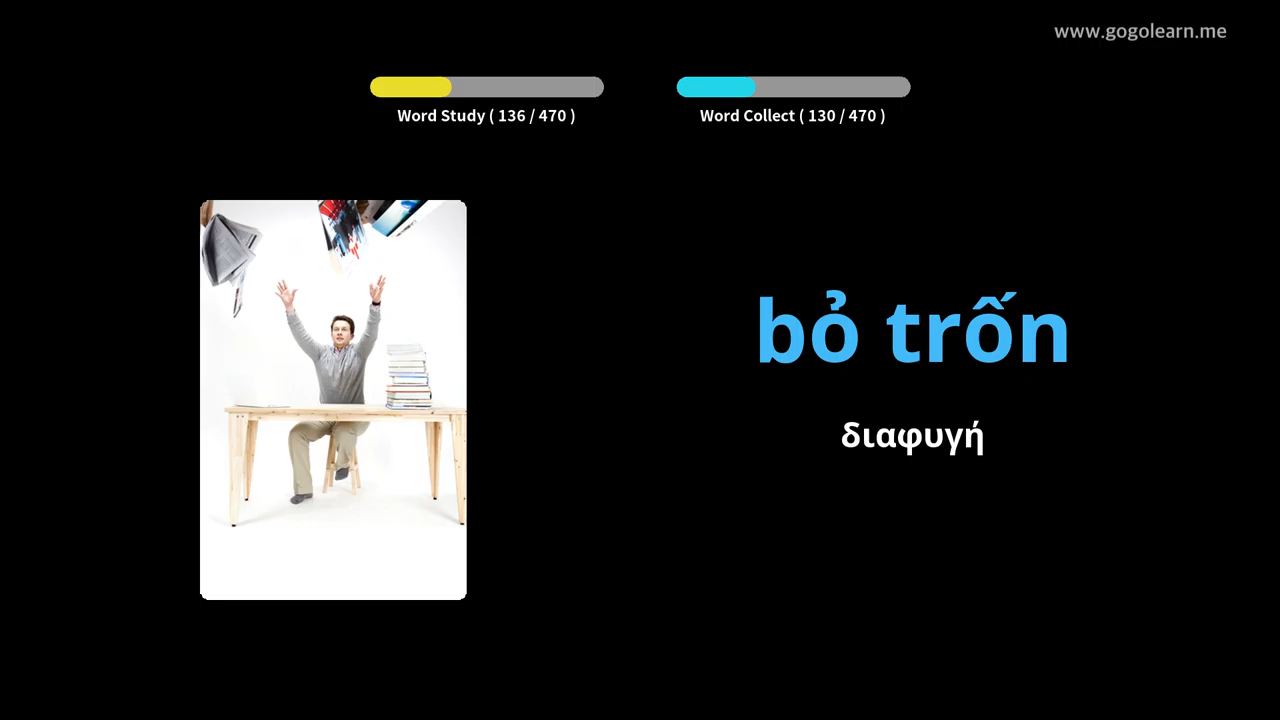 www.gogolearn.me
Word Study ( 136 / 470 )
Word Collect ( 130 / 470 )
bỏ trốn
διαφυγή